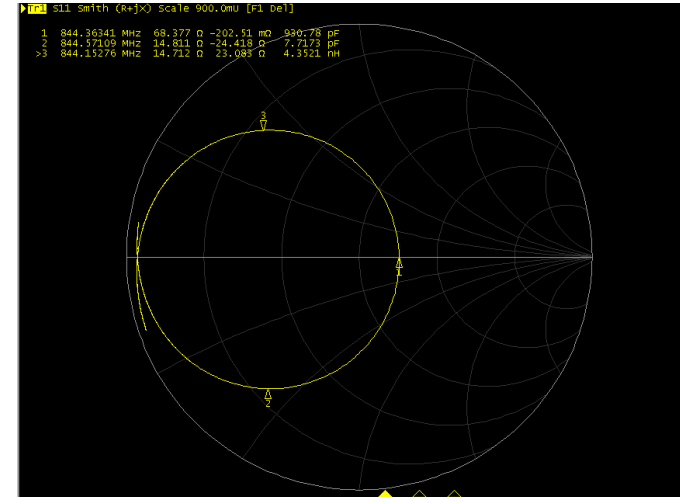 Tr1 S11 Smith (R+jX) Scale 900.0mU [F1 Del]
1 844.36341 MHz 68.377 Ω -202.51 mΩ 930.78 pF
2 844.57109 MHz 14.811 Ω -24.418 Ω 7.7173 pF
>3 844.15276 MHz 14.712 Ω 23.083 Ω 4.3521 nH
3
1
2